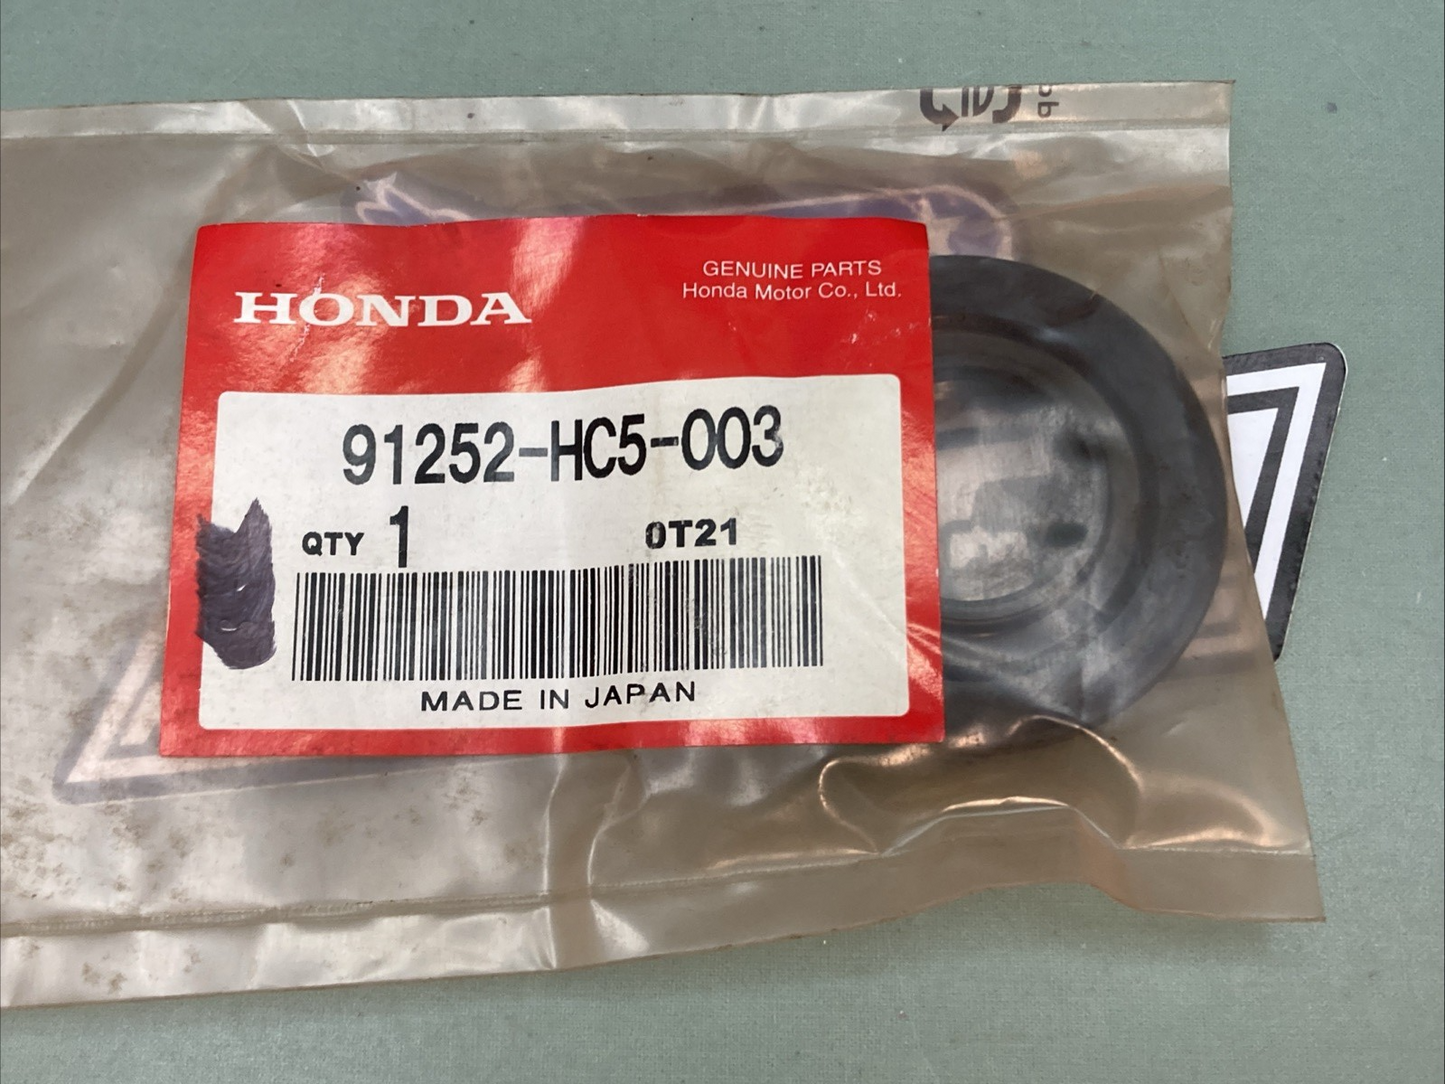 HONDA
GENUINE PARTS
Honda Motor Co., Ltd.
91252-HC5-003
QTY 1 0T21
MADE IN JAPAN